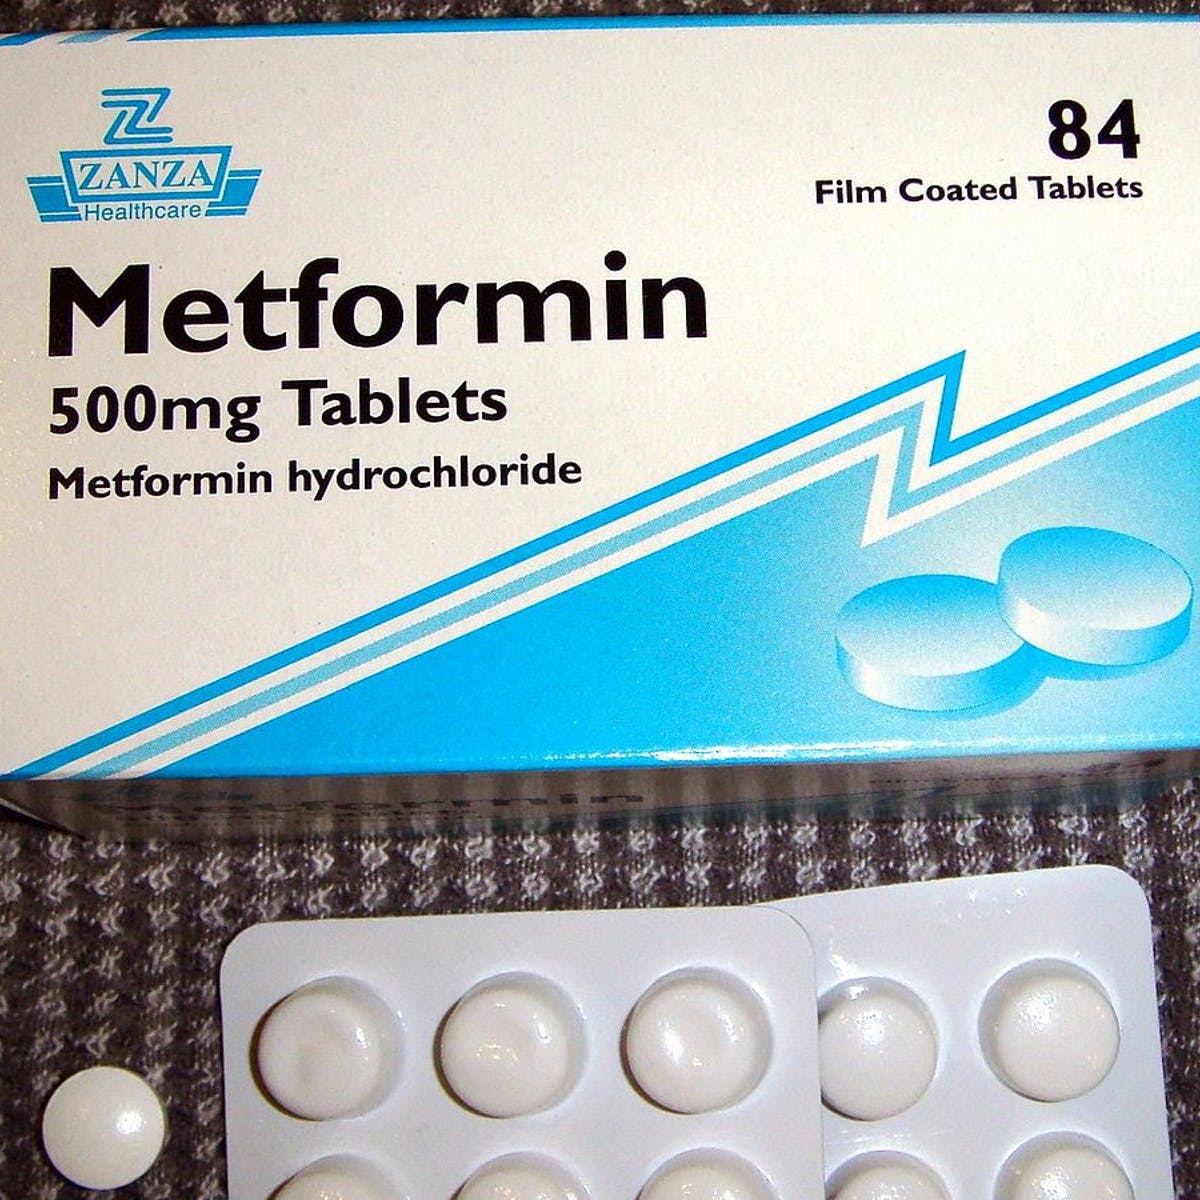 ZANZA
Healthcare
84
Film Coated Tablets
Metformin
500mg Tablets
Metformin hydrochloride